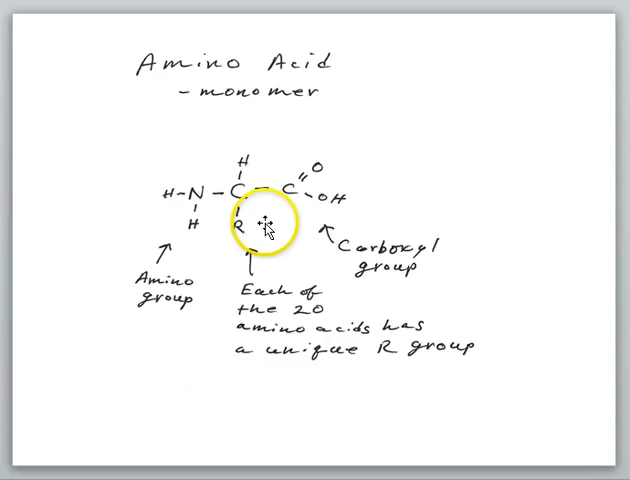 Amino Acid
- monomer
H
O
H-N-C-C
OH
H
R
Carboxyl
group
Amino
group
Each of
the 20
amino acids has
a unique R group